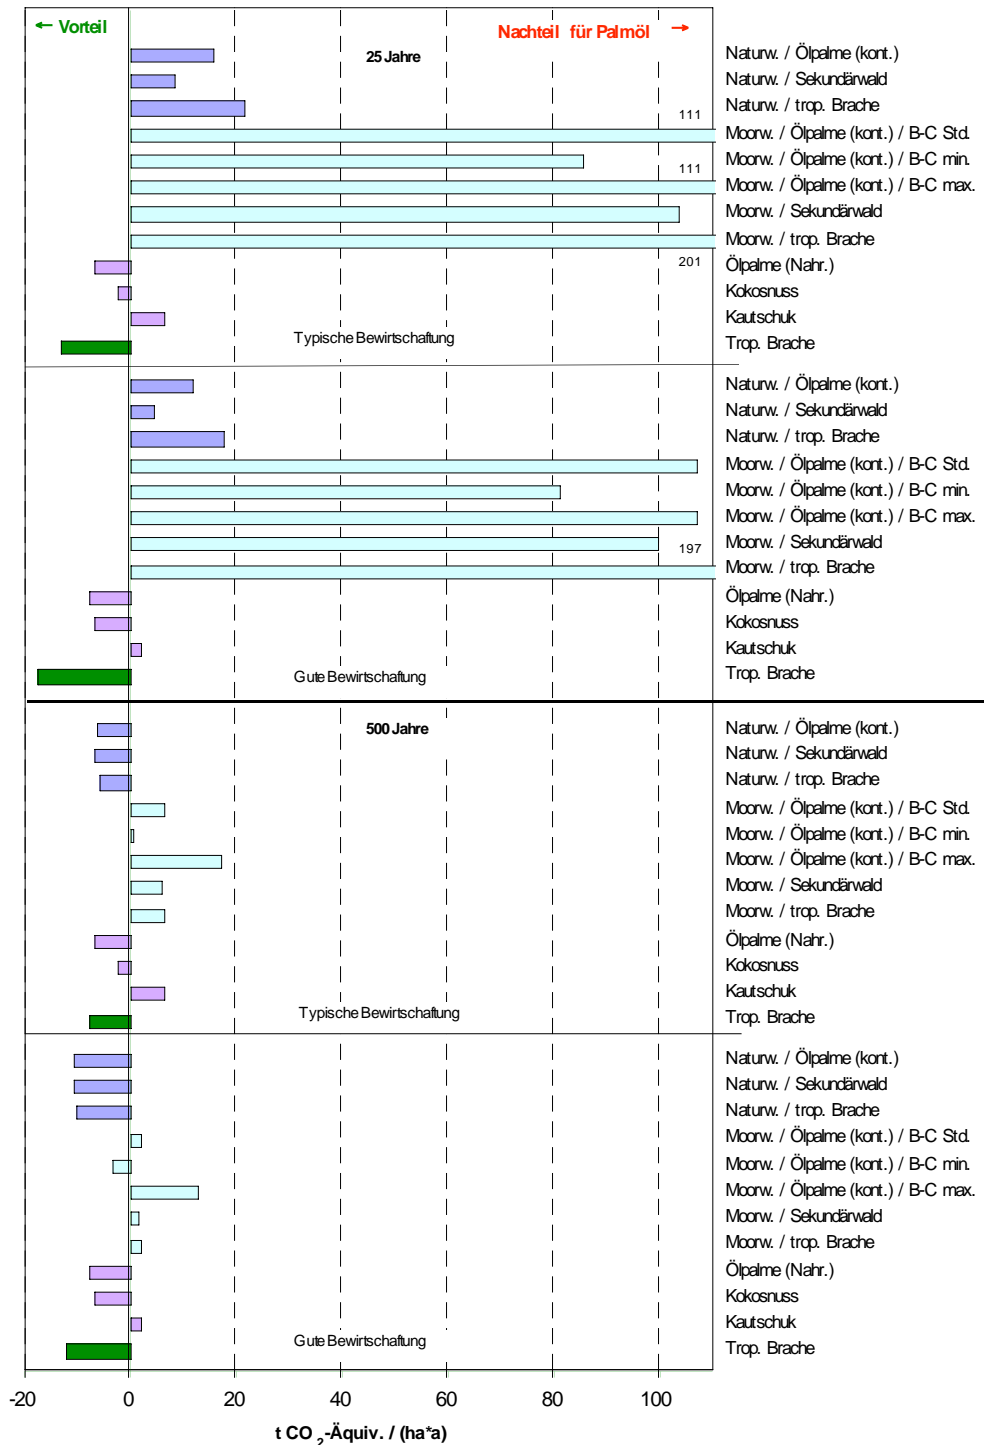 ← Vorteil
Nachteil für Palmöl →
25 Jahre
Naturw. / Ölpalme (kont.)
Naturw. / Sekundärwald
Naturw. / trop. Brache
111
Moorw. / Ölpalme (kont.) / B-C Std.
Moorw. / Ölpalme (kont.) / B-C min.
111
Moorw. / Ölpalme (kont.) / B-C max.
Moorw. / Sekundärwald
Moorw. / trop. Brache
201
Ölpalme (Nahr.)
Kokosnuss
Kautschuk
Typische Bewirtschaftung
Trop. Brache
Naturw. / Ölpalme (kont.)
Naturw. / Sekundärwald
Naturw. / trop. Brache
Moorw. / Ölpalme (kont.) / B-C Std.
Moorw. / Ölpalme (kont.) / B-C min.
Moorw. / Ölpalme (kont.) / B-C max.
Moorw. / Sekundärwald
197
Moorw. / trop. Brache
Ölpalme (Nahr.)
Kokosnuss
Kautschuk
Gute Bewirtschaftung
Trop. Brache
500 Jahre
Naturw. / Ölpalme (kont.)
Naturw. / Sekundärwald
Naturw. / trop. Brache
Moorw. / Ölpalme (kont.) / B-C Std.
Moorw. / Ölpalme (kont.) / B-C min.
Moorw. / Ölpalme (kont.) / B-C max.
Moorw. / Sekundärwald
Moorw. / trop. Brache
Ölpalme (Nahr.)
Kokosnuss
Kautschuk
Typische Bewirtschaftung
Trop. Brache
Naturw. / Ölpalme (kont.)
Naturw. / Sekundärwald
Naturw. / trop. Brache
Moorw. / Ölpalme (kont.) / B-C Std.
Moorw. / Ölpalme (kont.) / B-C min.
Moorw. / Ölpalme (kont.) / B-C max.
Moorw. / Sekundärwald
Moorw. / trop. Brache
Ölpalme (Nahr.)
Kokosnuss
Kautschuk
Gute Bewirtschaftung
Trop. Brache
-20 0 20 40 60 80 100
t CO₂-Äquiv. / (ha*a)